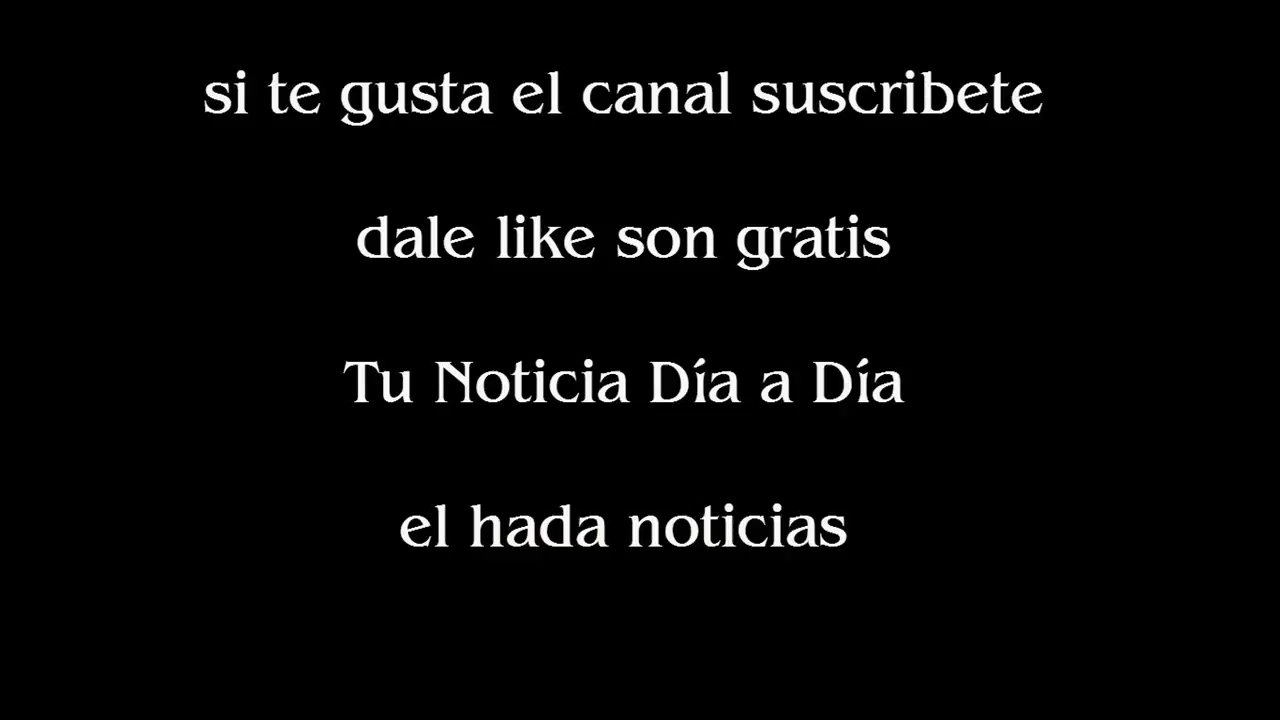 si te gusta el canal suscribete
dale like son gratis
Tu Noticia Día a Día
el hada noticias